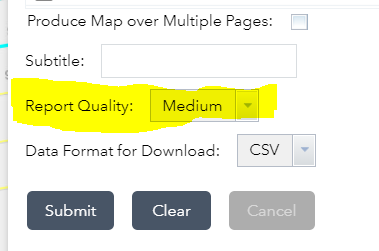 Produce Map over Multiple Pages:
Subtitle:
Report Quality: Medium
Data Format for Download: CSV
Submit Clear Cancel